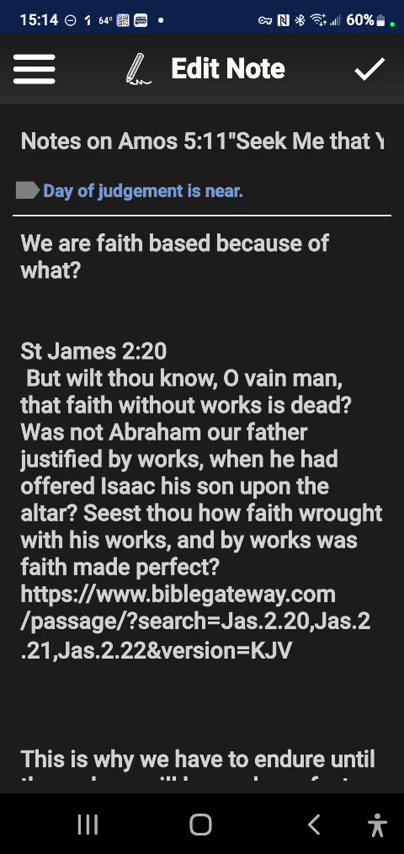 15:14 64° 60%
Edit Note
Notes on Amos 5:11"Seek Me that Y
Day of judgement is near.
We are faith based because of
what?
St James 2:20
But wilt thou know, O vain man,
that faith without works is dead?
Was not Abraham our father
justified by works, when he had
offered Isaac his son upon the
altar? Seest thou how faith wrought
with his works, and by works was
faith made perfect?
https://www.biblegateway.com
/passage/?search=Jas.2.20,Jas.2
.21,Jas.2.22&version=KJV
This is why we have to endure until